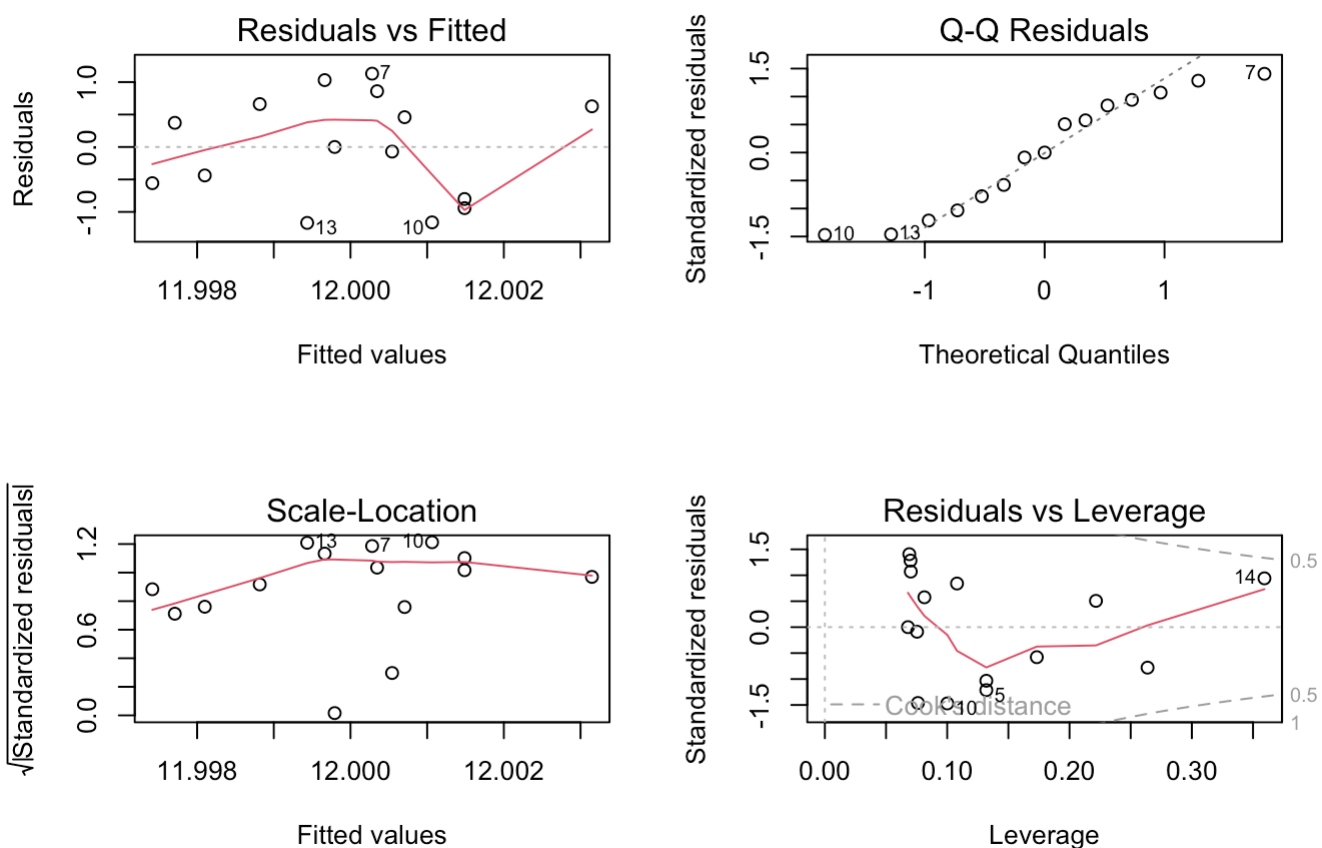 Residuals vs Fitted
Residuals
1.0
0.0
-1.0
7
13
10
11.998 12.000 12.002
Fitted values
Q-Q Residuals
Standardized residuals
1.5
0.0
-1.5
7
10
13
-1 0 1
Theoretical Quantiles
Scale-Location
√|Standardized residuals|
1.2
0.6
0.0
13
7
10
11.998 12.000 12.002
Fitted values
Residuals vs Leverage
Standardized residuals
1.5
0.0
-1.5
0.5
14
5
10
Cook's distance
0.5
1
0.00 0.10 0.20 0.30
Leverage